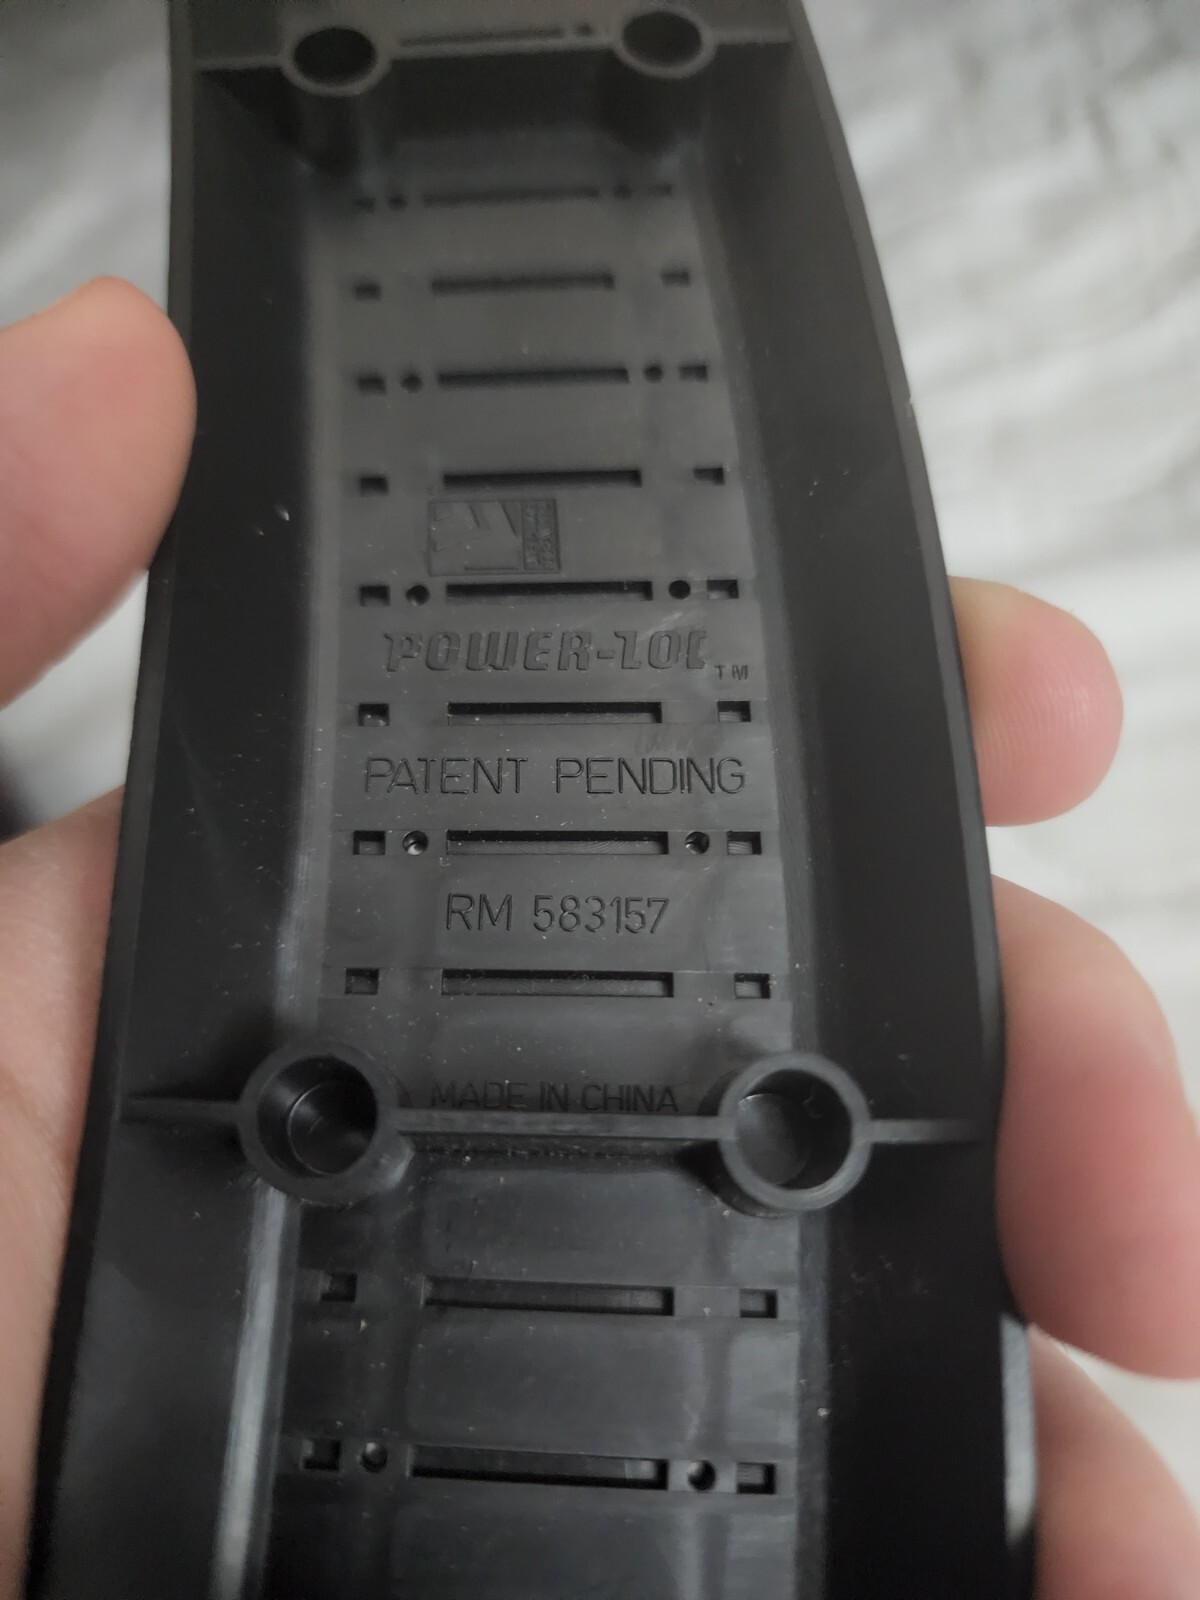 POWER-LOC TM
PATENT PENDING
RM 583157
MADE IN CHINA